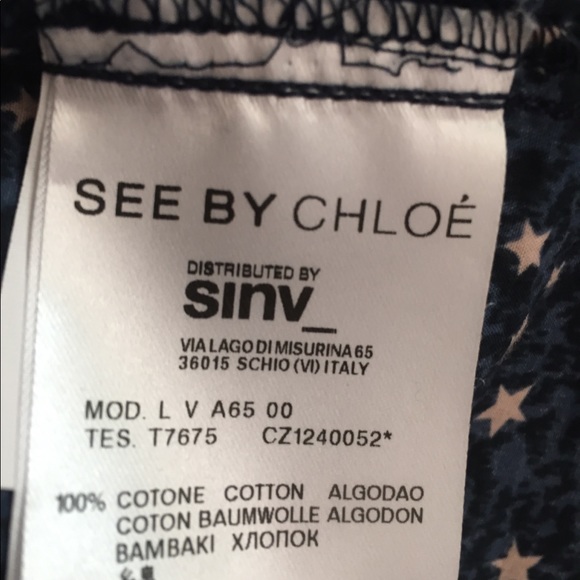 SEE BY CHLOÉ
DISTRIBUTED BY
sinv_
VIA LAGO DI MISURINA 65
36015 SCHIO (VI) ITALY
MOD. L V A65 00
TES. T7675 CZ1240052*
100% COTONE COTTON ALGODAO
COTON BAUMWOLLE ALGODON
BAMBAKI ХЛОПОК